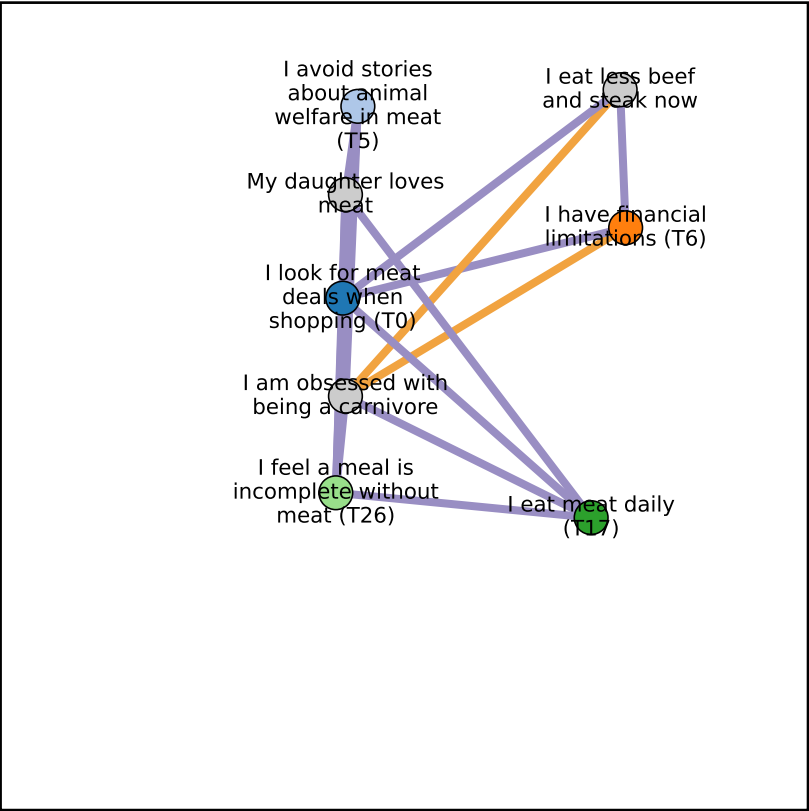 I avoid stories
about animal
welfare in meat
(T5)
I eat less beef
and steak now
My daughter loves
meat
I have financial
limitations (T6)
I look for meat
deals when
shopping (T0)
I am obsessed with
being a carnivore
I feel a meal is
incomplete without
meat (T26)
I eat meat daily
(T17)